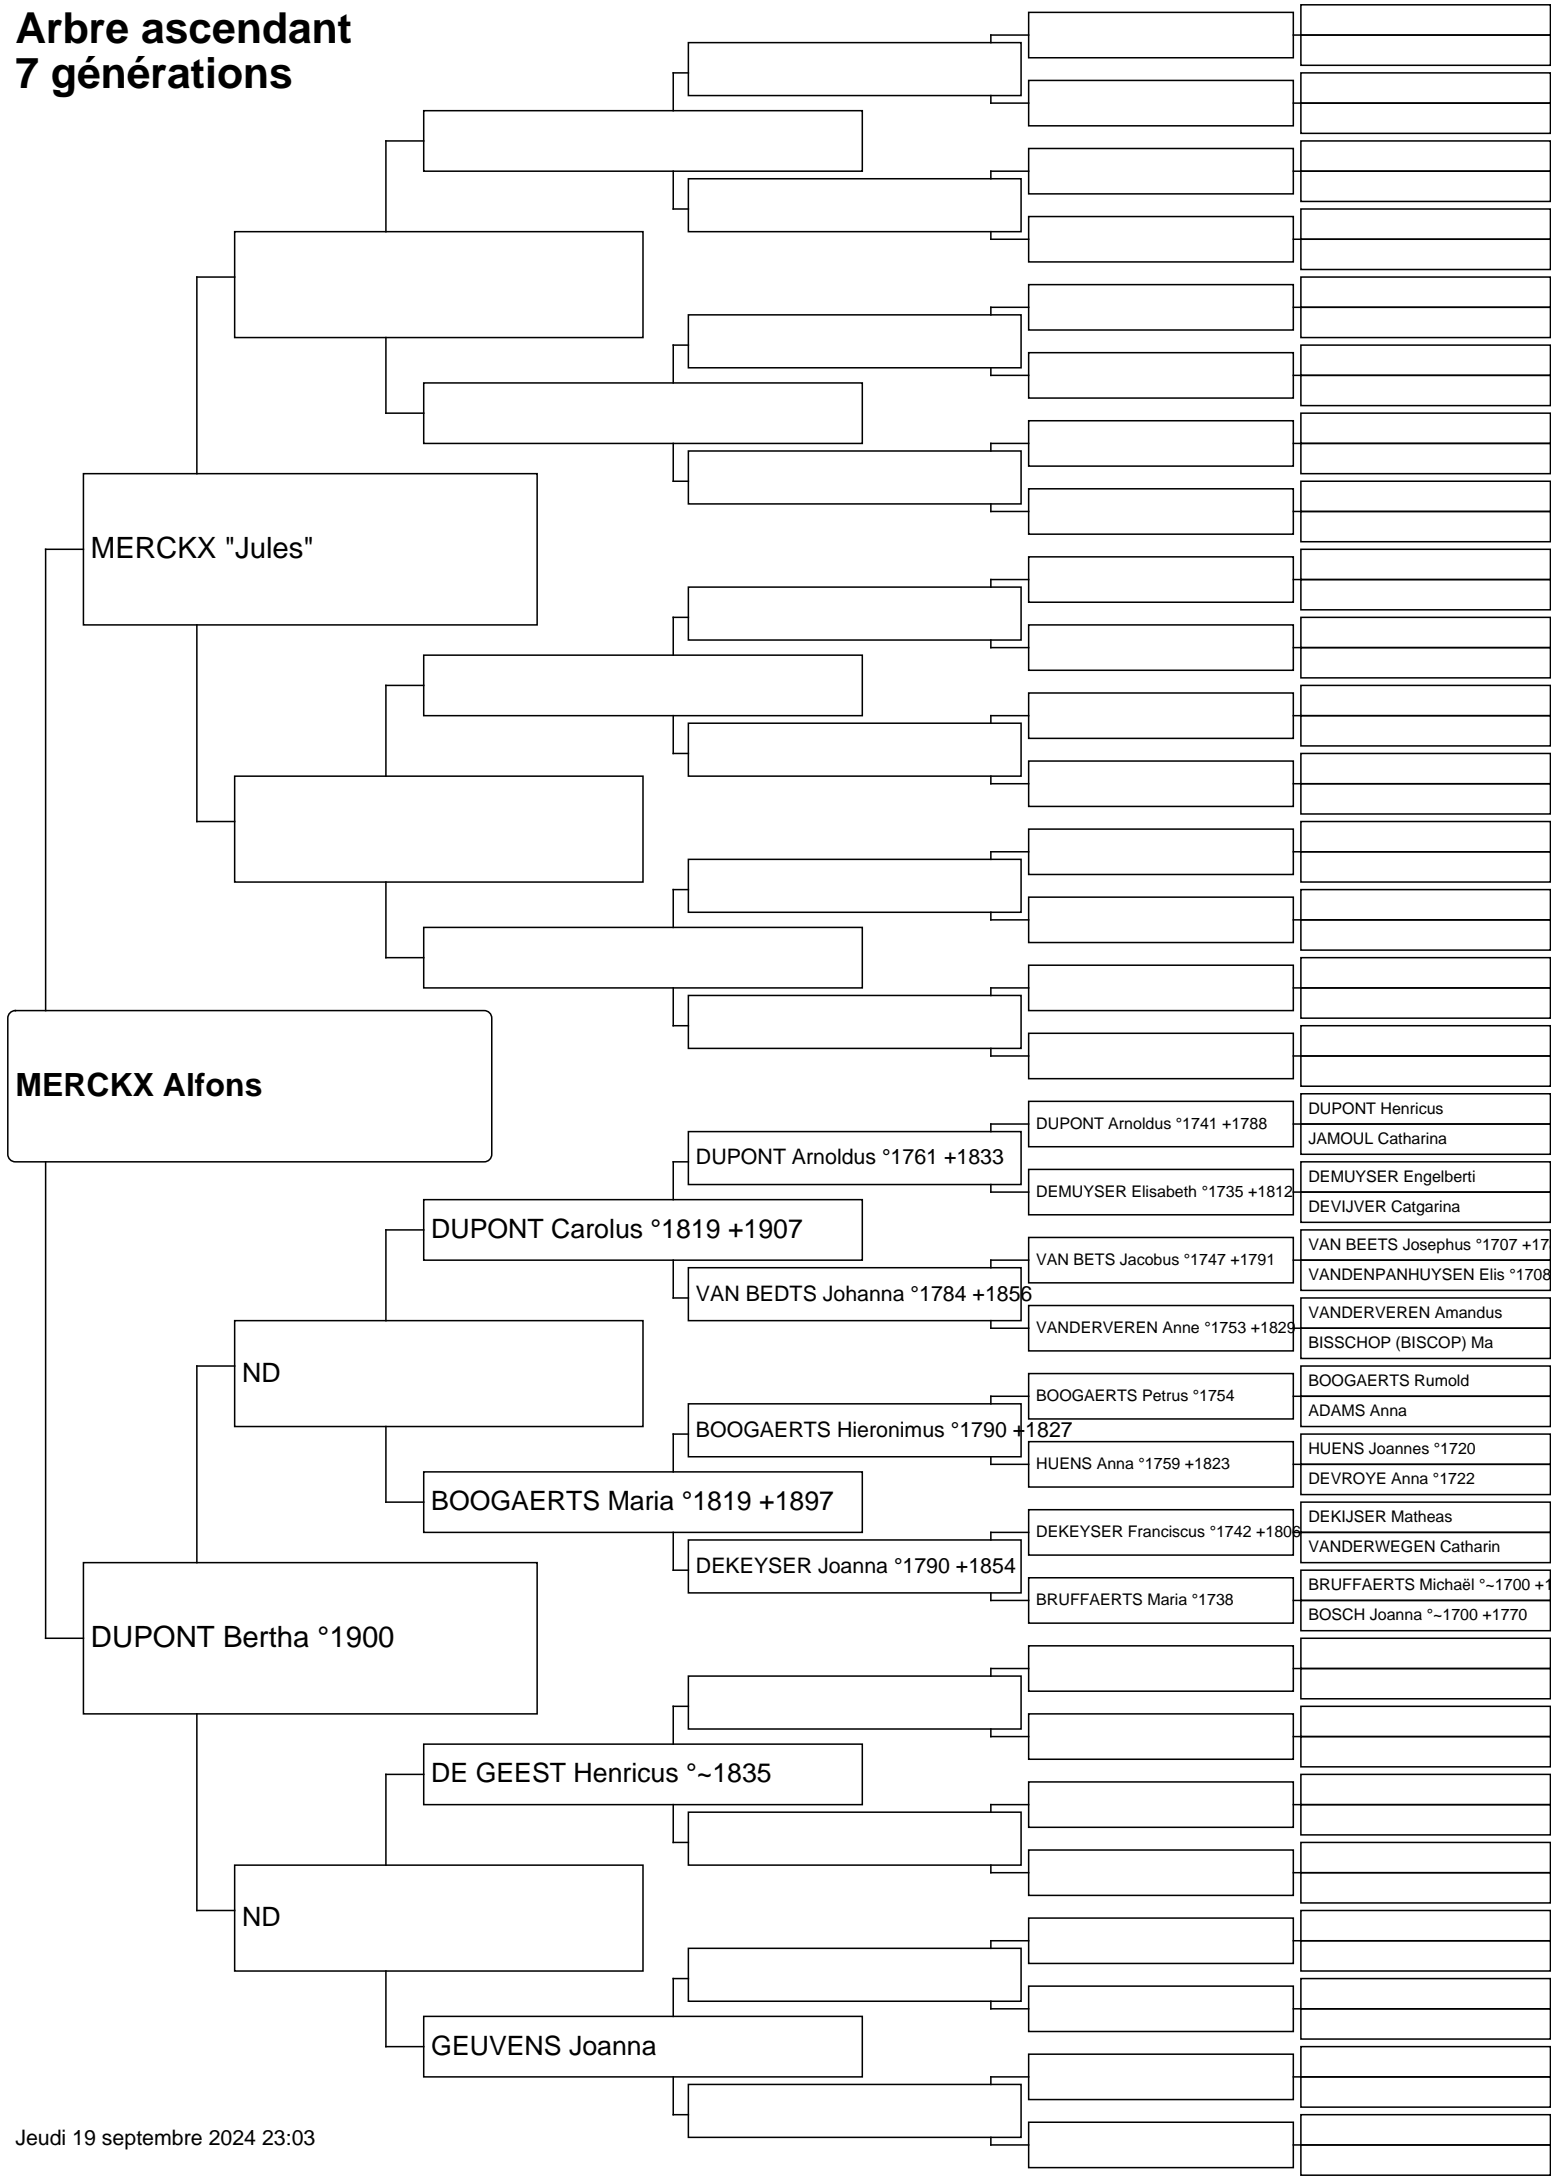 Arbre ascendant
7 générations
MERCKX "Jules"
MERCKX Alfons
DUPONT Henricus
DUPONT Arnoldus °1741 +1788
JAMOUL Catharina
DUPONT Arnoldus °1761 +1833
DEMUYSER Engelberti
DEMUYSER Elisabeth °1735 +1812
DEVIJVER Catgarina
DUPONT Carolus °1819 +1907
VAN BEETS Josephus °1707 +17
VAN BETS Jacobus °1747 +1791
VANDENPANHUYSEN Elis °1708
VAN BEDTS Johanna °1784 +1856
VANDERVEREN Amandus
VANDERVEREN Anne °1753 +1829
BISSCHOP (BISCOP) Ma
ND
BOOGAERTS Rumold
BOOGAERTS Petrus °1754
ADAMS Anna
BOOGAERTS Hieronimus °1790 +1827
HUENS Joannes °1720
HUENS Anna °1759 +1823
DEVROYE Anna °1722
BOOGAERTS Maria °1819 +1897
DEKIJSER Matheas
DEKEYSER Franciscus °1742 +1806
VANDERWEGEN Catharin
DEKEYSER Joanna °1790 +1854
BRUFFAERTS Michaël °~1700 +1
BRUFFAERTS Maria °1738
BOSCH Joanna °~1700 +1770
DUPONT Bertha °1900
DE GEEST Henricus °~1835
ND
GEUVENS Joanna
Jeudi 19 septembre 2024 23:03